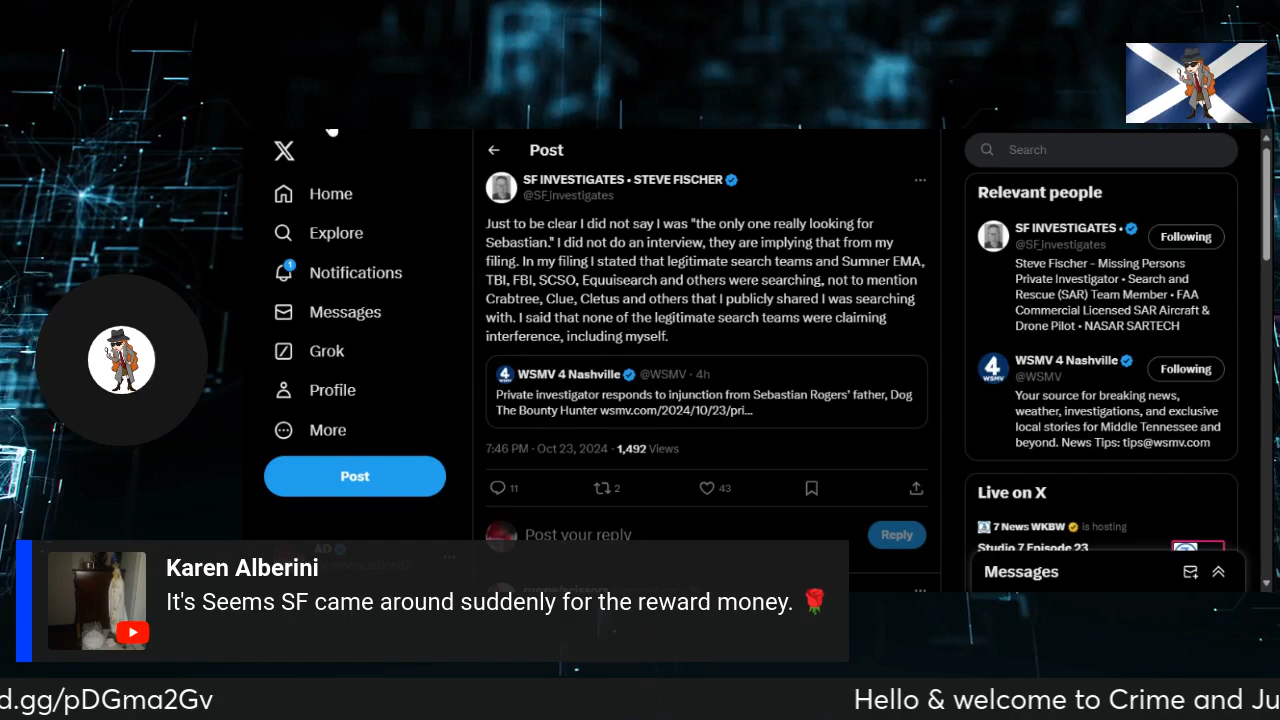 Home
Explore
1
Notifications
Messages
Grok
Profile
More
Post
Post
SF INVESTIGATES • STEVE FISCHER
@SF_Investigates
Just to be clear I did not say I was "the only one really looking for
Sebastian." I did not do an interview, they are implying that from my
filing. In my filing I stated that legitimate search teams and Sumner EMA,
TBI, FBI, SCSO, Equuisearch and others were searching, not to mention
Crabtree, Clue, Cletus and others that I publicly shared I was searching
with. I said that none of the legitimate search teams were claiming
interference, including myself.
4 WSMV WSMV 4 Nashville @WSMV • 4h
Private investigator responds to injunction from Sebastian Rogers' father, Dog
The Bounty Hunter wsmv.com/2024/10/23/pri...
7:46 PM · Oct 23, 2024 · 1,492 Views
11 2 43
Post your reply
Reply
Search
Relevant people
SF INVESTIGATES •
@SF_Investigates
Following
Steve Fischer - Missing Persons
Private Investigator • Search and
Rescue (SAR) Team Member • FAA
Commercial Licensed SAR Aircraft &
Drone Pilot • NASAR SARTECH
4 WSMV
WSMV 4 Nashville
@WSMV
Following
Your source for breaking news,
weather, investigations, and exclusive
local stories for Middle Tennessee and
beyond. News Tips: tips@wsmv.com
Live on X
7 News WKBW is hosting
Studio 7 Episode 23
Messages
AD
Karen Alberini
It's Seems SF came around suddenly for the reward money. 🌹
d.gg/pDGma2Gv
Hello & welcome to Crime and Ju